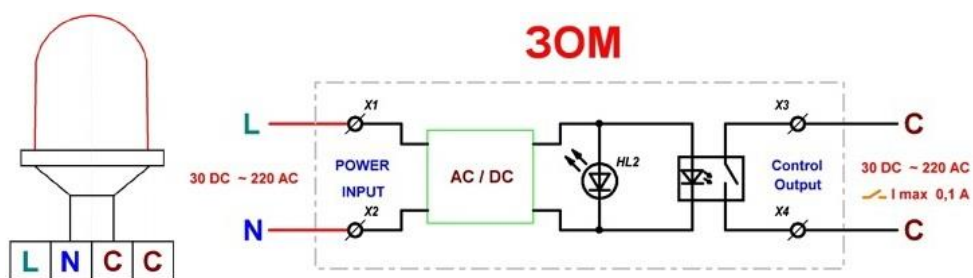 ЗОМ
X1
X3
L
C
30 DC ~ 220 AC
POWER
INPUT
AC / DC
HL2
Control
Output
30 DC ~ 220 AC
I max 0,1 A
X2
X4
N
C
L N C C